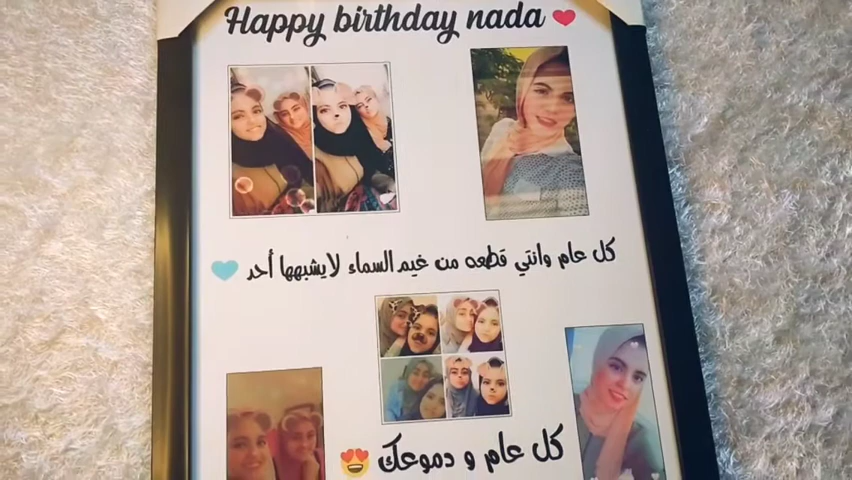 Happy birthday nada ❤
كل عام وانتي قطعه من غيم السماء لايشبهها أحد 🩵
كل عام و دموعك 😍